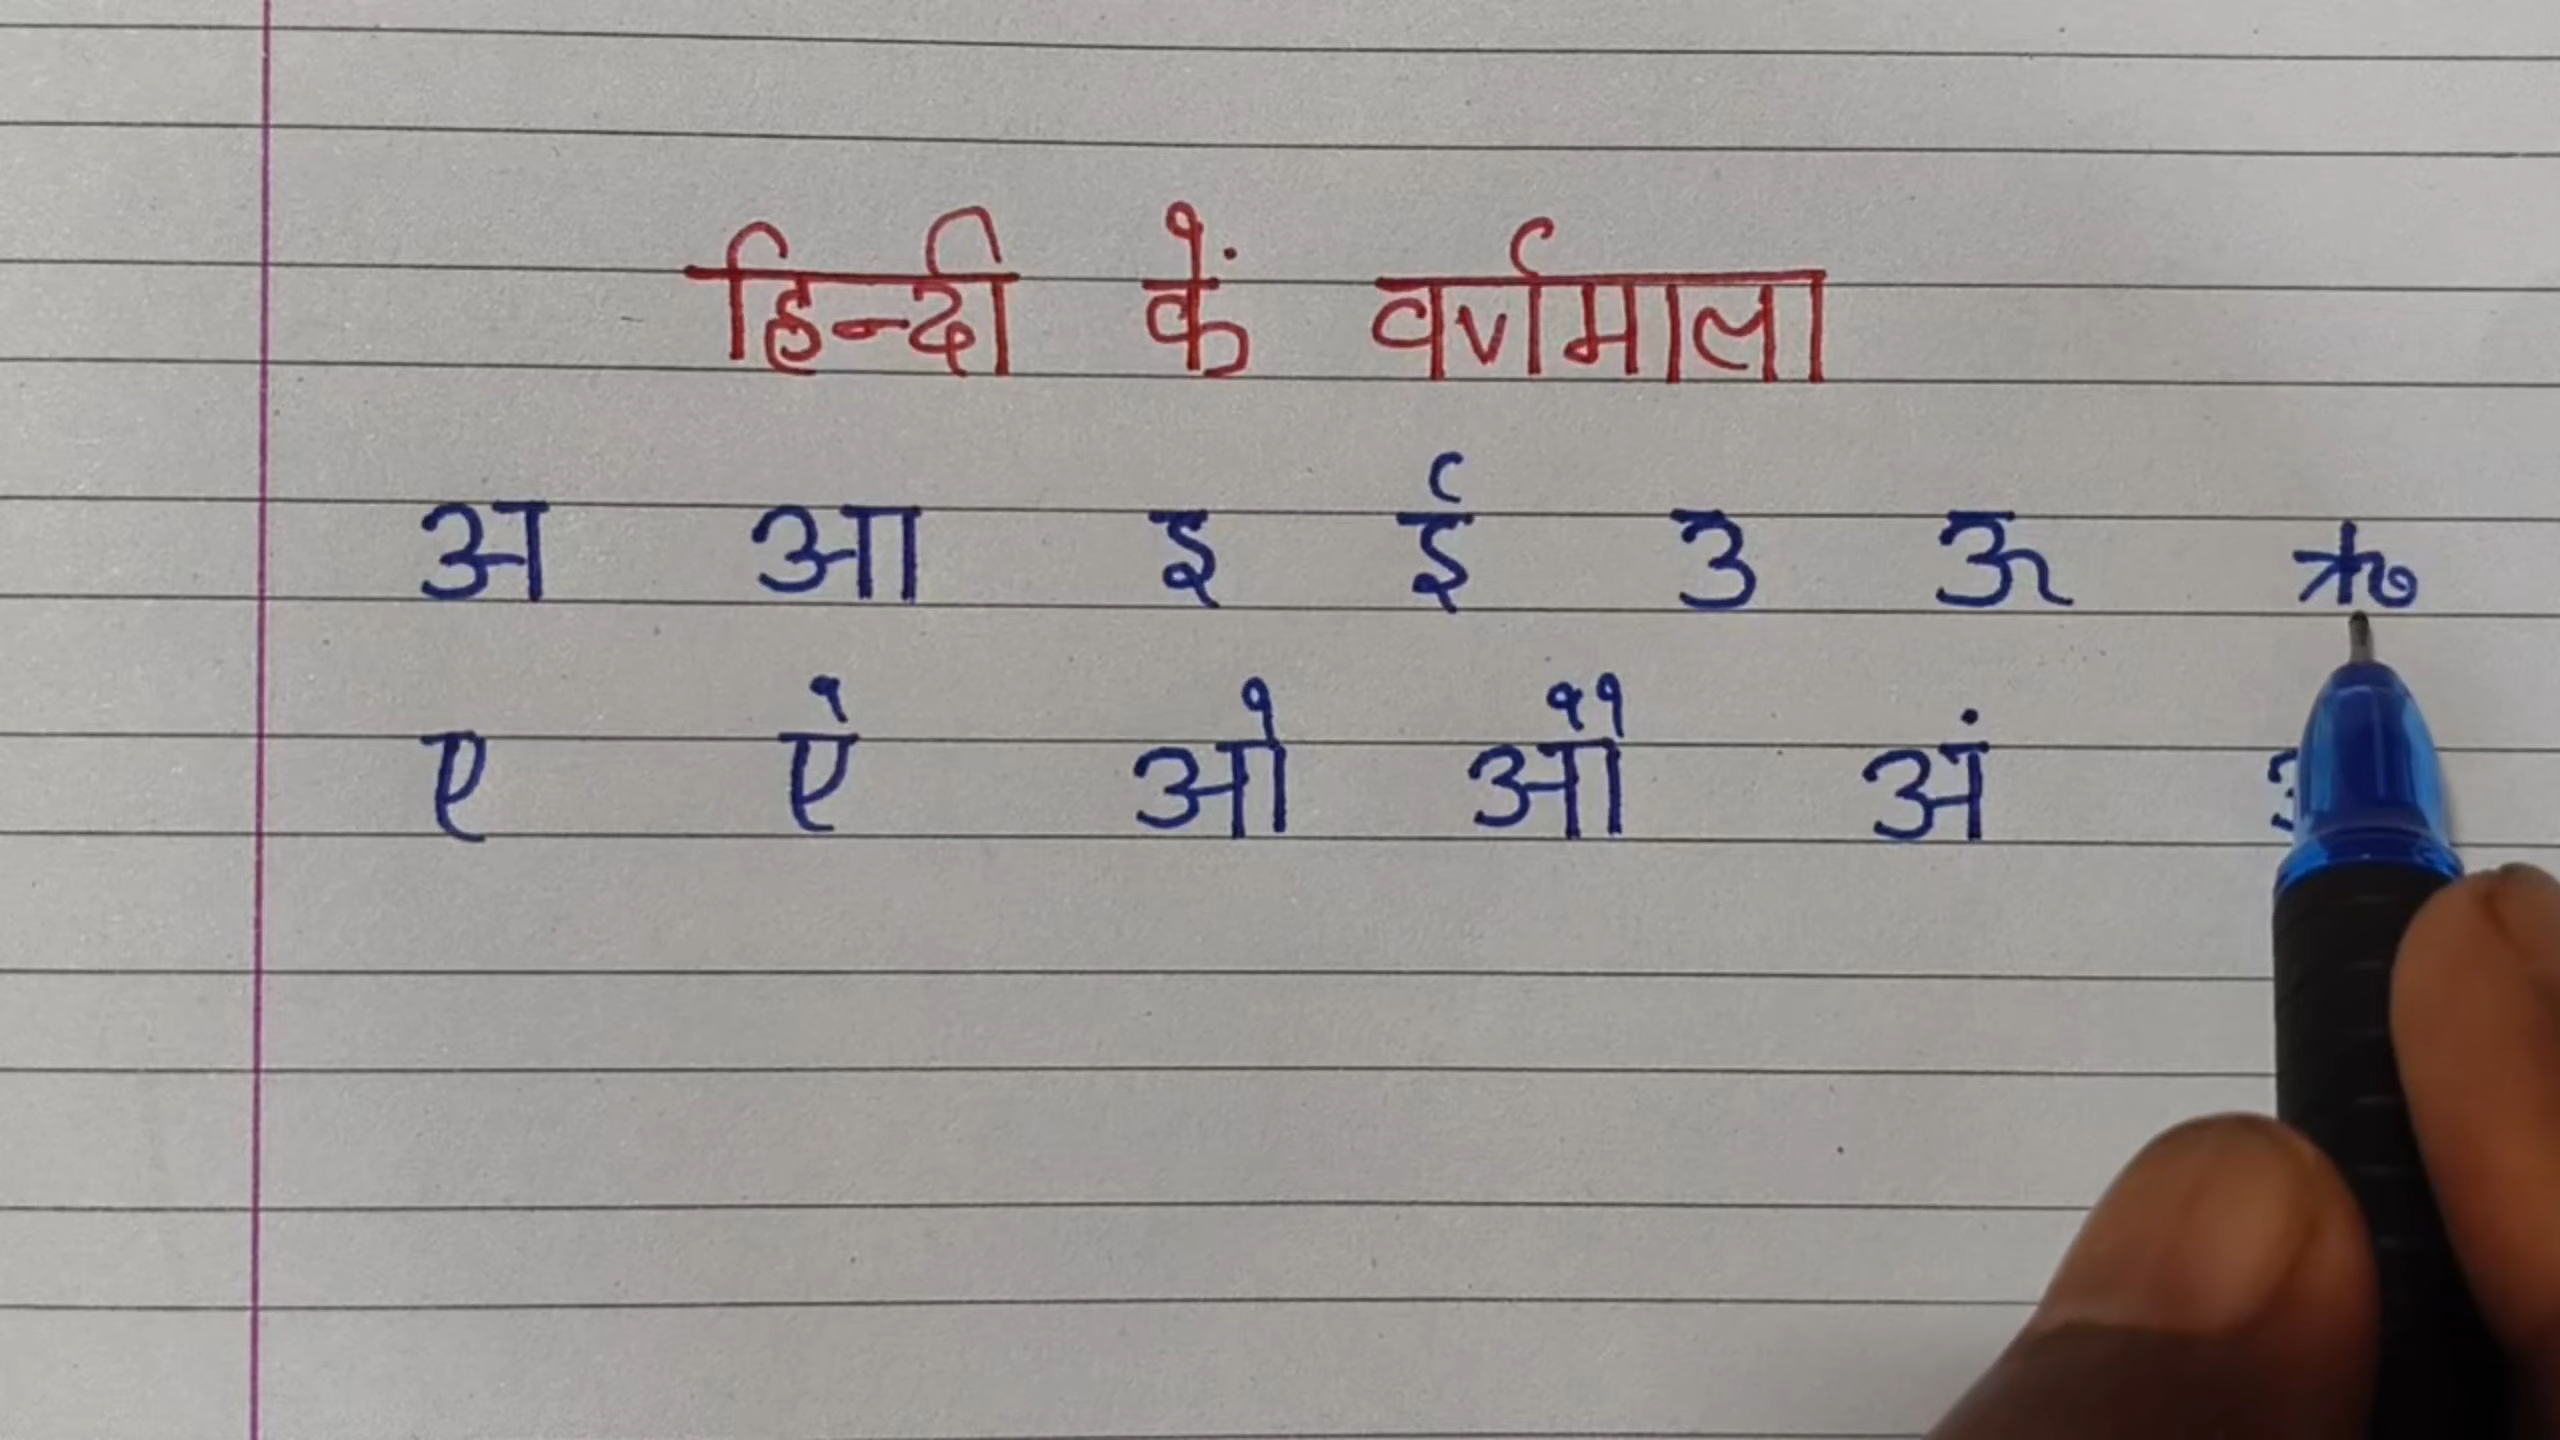 हिन्दी कें वर्णमाला
अ आ इ ई उ ऊ ऋ
ए ऐ ओ औ अं